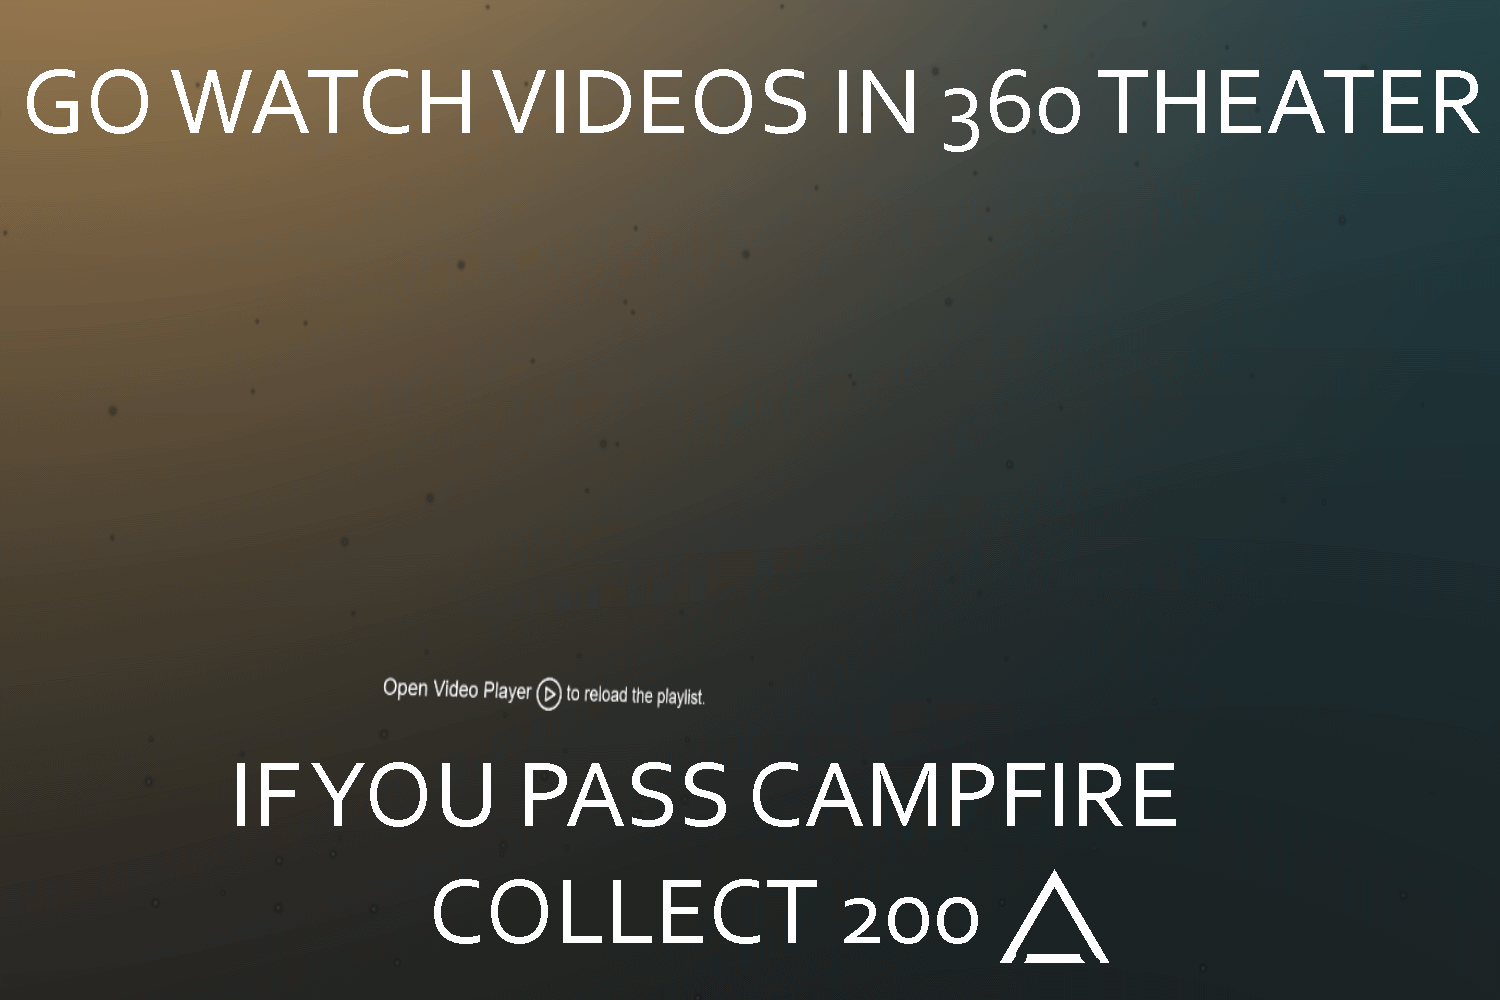 GO WATCH VIDEOS IN 360 THEATER
Open Video Player to reload the playlist.
IF YOU PASS CAMPFIRE
COLLECT 200